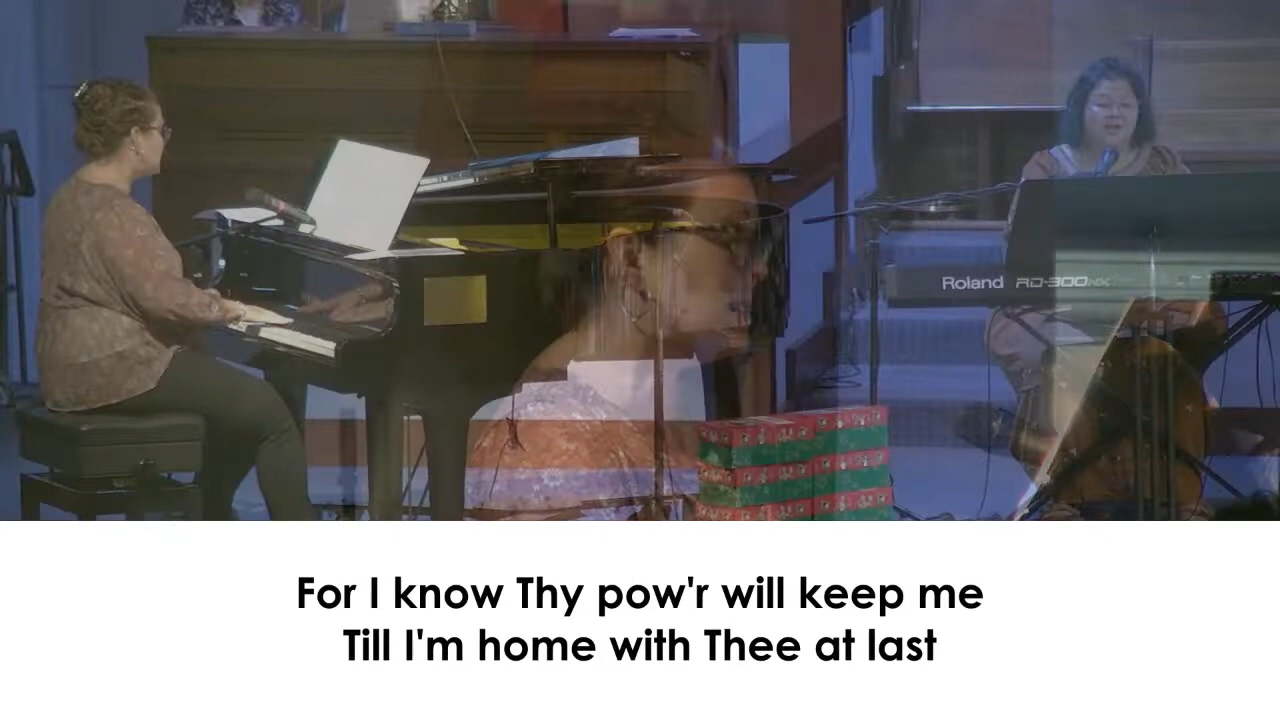 Roland RD-300NX
For I know Thy pow'r will keep me
Till I'm home with Thee at last